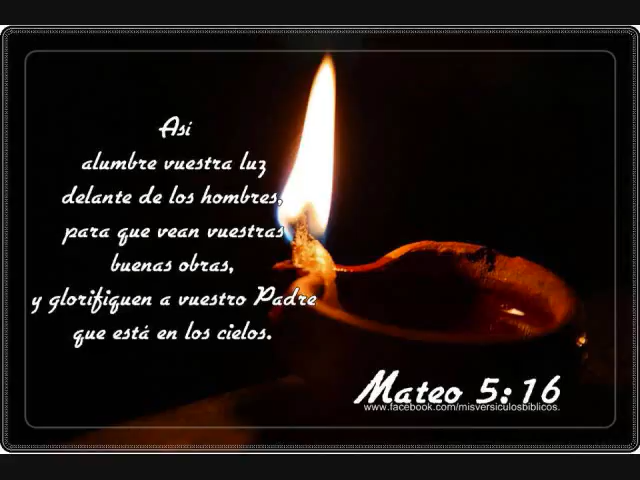 Asi
alumbre vuestra luz
delante de los hombres,
para que vean vuestras
buenas obras,
y glorifiquen a vuestro Padre
que está en los cielos.
Mateo 5:16
www.facebook.com/misversiculosbiblicos.